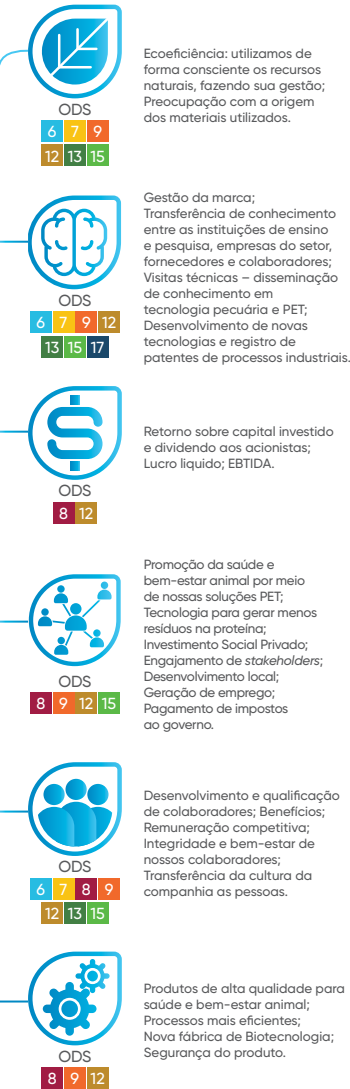 Ecoeficiência: utilizamos de
forma consciente os recursos
naturais, fazendo sua gestão;
Preocupação com a origem
dos materiais utilizados.
ODS
6 7 9
12 13 15
Gestão da marca;
Transferência de conhecimento
entre as instituições de ensino
e pesquisa, empresas do setor,
fornecedores e colaboradores;
Visitas técnicas – disseminação
de conhecimento em
tecnologia pecuária e PET;
Desenvolvimento de novas
tecnologias e registro de
patentes de processos industriais.
ODS
6 7 9 12
13 15 17
Retorno sobre capital investido
e dividendo aos acionistas;
Lucro liquido; EBTIDA.
ODS
8 12
Promoção da saúde e
bem-estar animal por meio
de nossas soluções PET;
Tecnologia para gerar menos
resíduos na proteína;
Investimento Social Privado;
Engajamento de stakeholders;
Desenvolvimento local;
Geração de emprego;
Pagamento de impostos
ao governo.
ODS
8 9 12 15
Desenvolvimento e qualificação
de colaboradores; Benefícios;
Remuneração competitiva;
Integridade e bem-estar de
nossos colaboradores;
Transferência da cultura da
companhia as pessoas.
ODS
6 7 8 9
12 13 15
Produtos de alta qualidade para
saúde e bem-estar animal;
Processos mais eficientes;
Nova fábrica de Biotecnologia;
Segurança do produto.
ODS
8 9 12